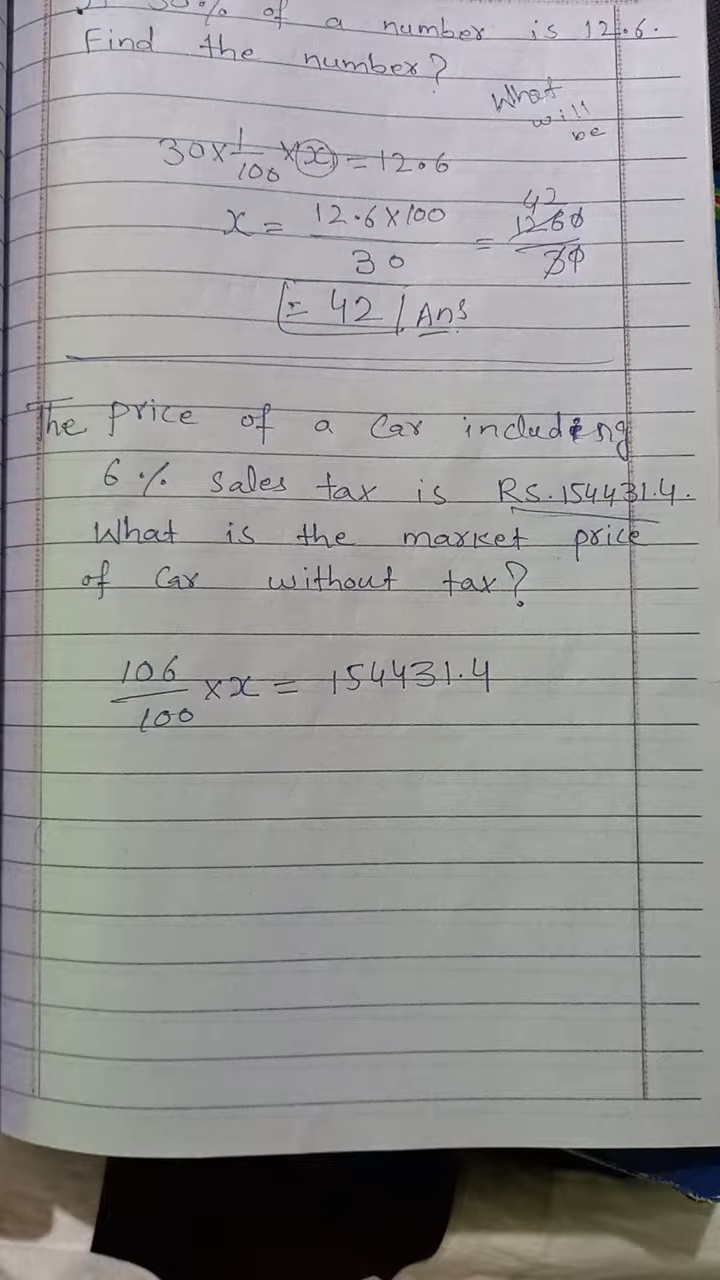 30% of a number is 12.6.
Find the number?
What
will
be
30 × 1/100 × x = 12.6
x = 12.6 × 100 / 30 = 1260 / 30 42
= 42 Ans
The price of a car including
6% sales tax is RS. 154431.4.
What is the market price
of Car without tax?
106/100 × x = 154431.4